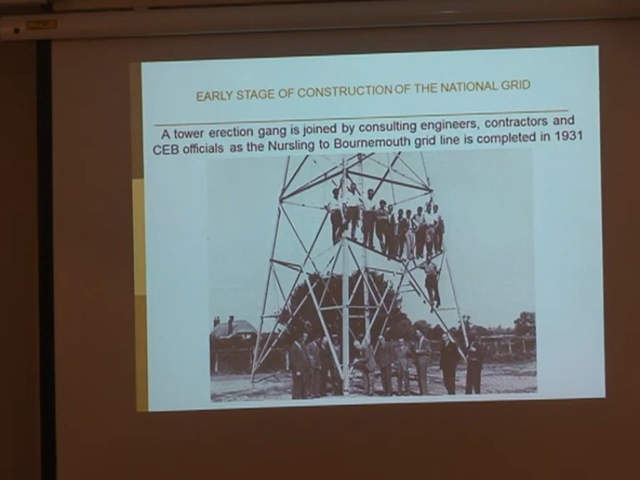 EARLY STAGE OF CONSTRUCTION OF THE NATIONAL GRID
A tower erection gang is joined by consulting engineers, contractors and
CEB officials as the Nursling to Bournemouth grid line is completed in 1931